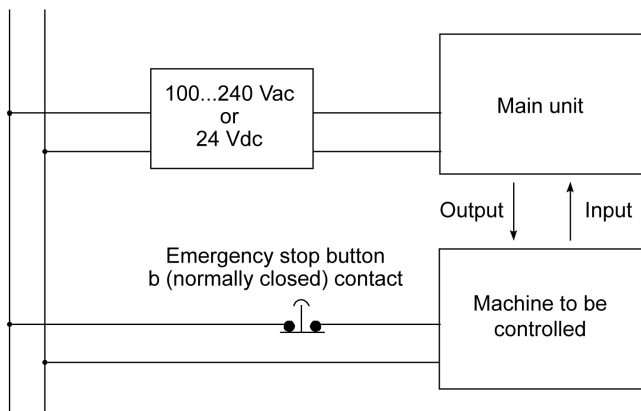 100...240 Vac
or
24 Vdc
Main unit
Output
Input
Emergency stop button
b (normally closed) contact
Machine to be
controlled